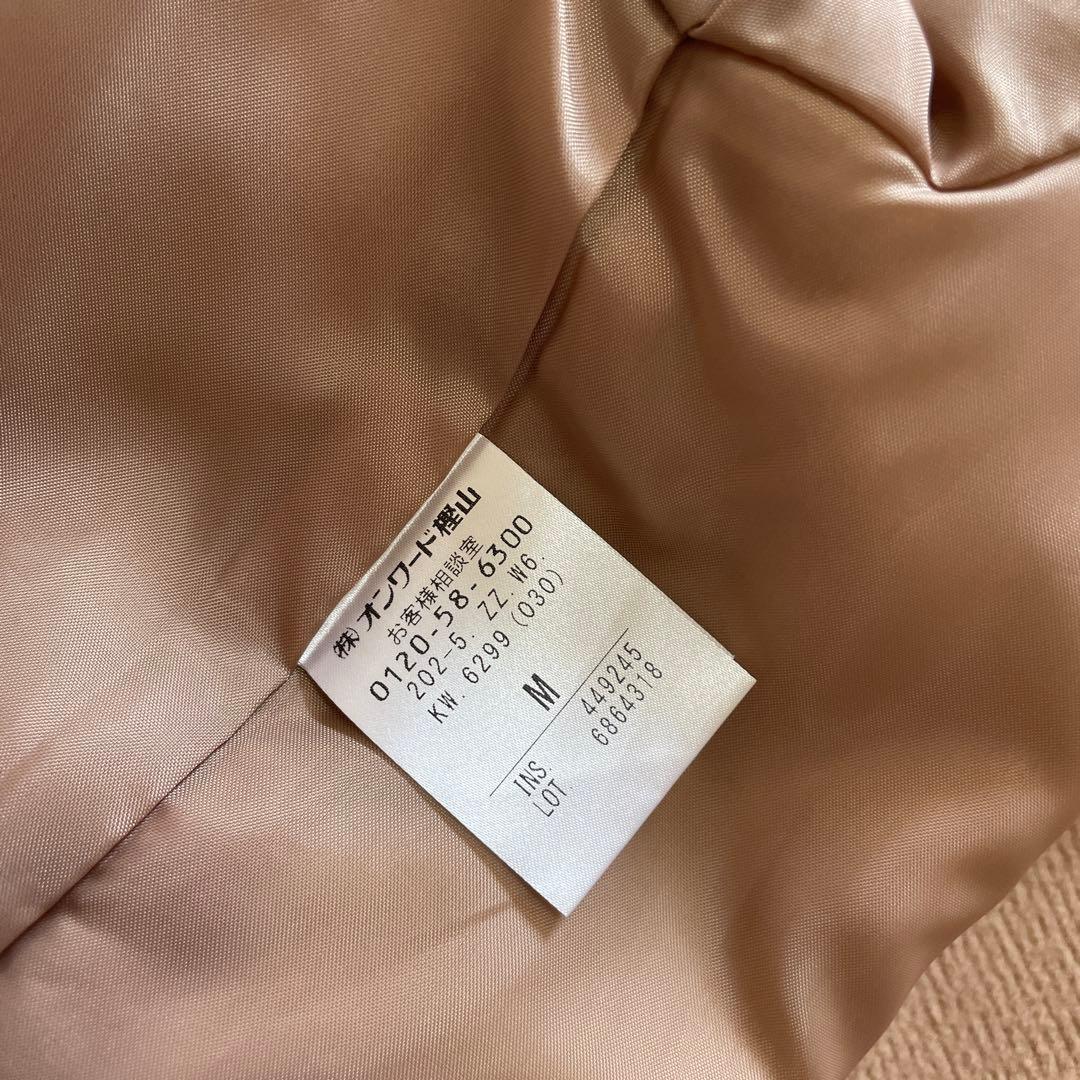 ㈱オンワード樫山
お客様相談室
0120-58-6300
202-5. ZZ. W6.
KW. 6299 (030)
M
INS. 449245
LOT 6864318